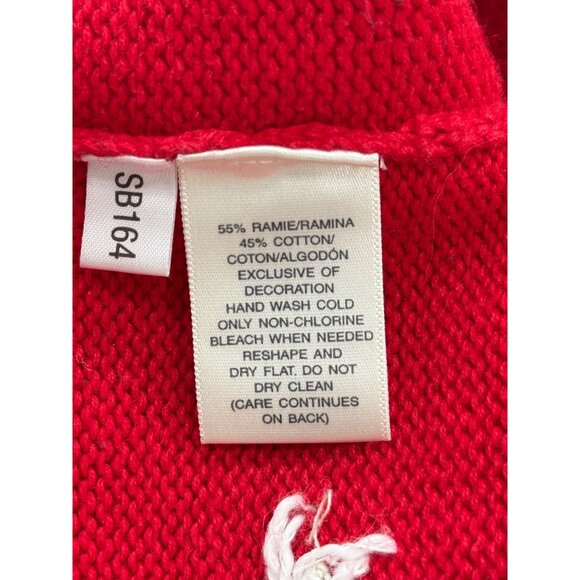 SB164
55% RAMIE/RAMINA
45% COTTON/
COTON/ALGODÓN
EXCLUSIVE OF
DECORATION
HAND WASH COLD
ONLY NON-CHLORINE
BLEACH WHEN NEEDED
RESHAPE AND
DRY FLAT. DO NOT
DRY CLEAN
(CARE CONTINUES
ON BACK)